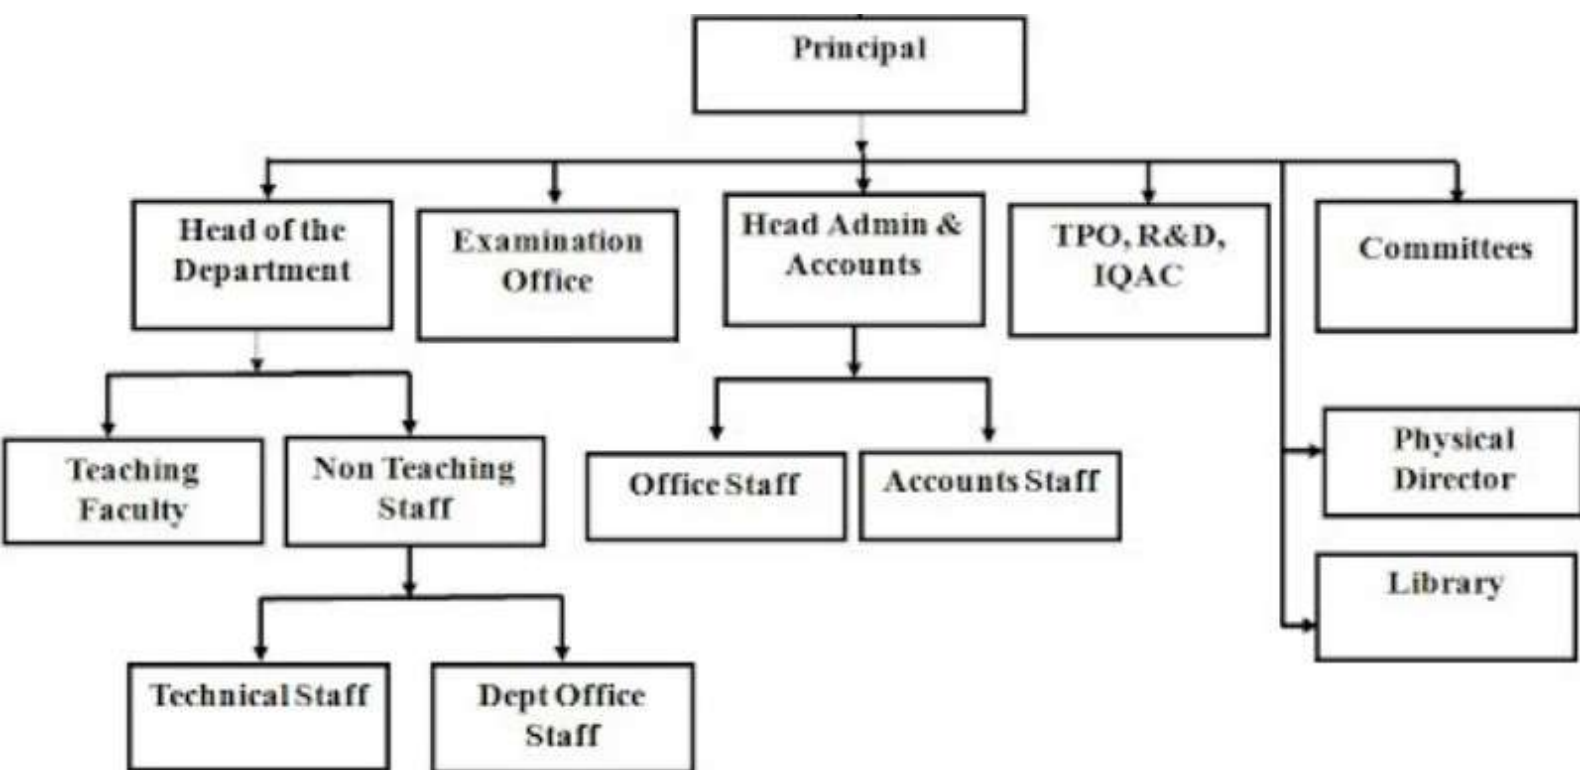 Principal
Head of the
Department
Examination
Office
Head Admin &
Accounts
TPO, R&D,
IQAC
Committees
Teaching
Faculty
Non Teaching
Staff
Office Staff
Accounts Staff
Physical
Director
Library
Technical Staff
Dept Office
Staff